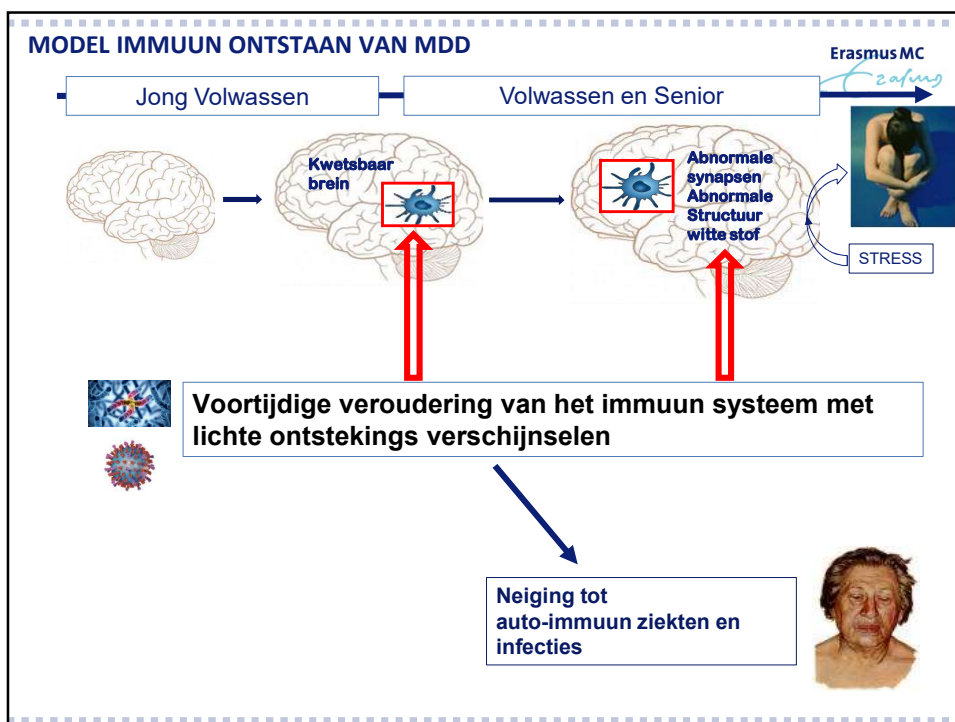 MODEL IMMUUN ONTSTAAN VAN MDD
Erasmus MC
Erasmus
Jong Volwassen
Volwassen en Senior
Kwetsbaar
brein
Abnormale
synapsen
Abnormale
Structuur
witte stof
STRESS
Voortijdige veroudering van het immuun systeem met
lichte ontstekings verschijnselen
Neiging tot
auto-immuun ziekten en
infecties